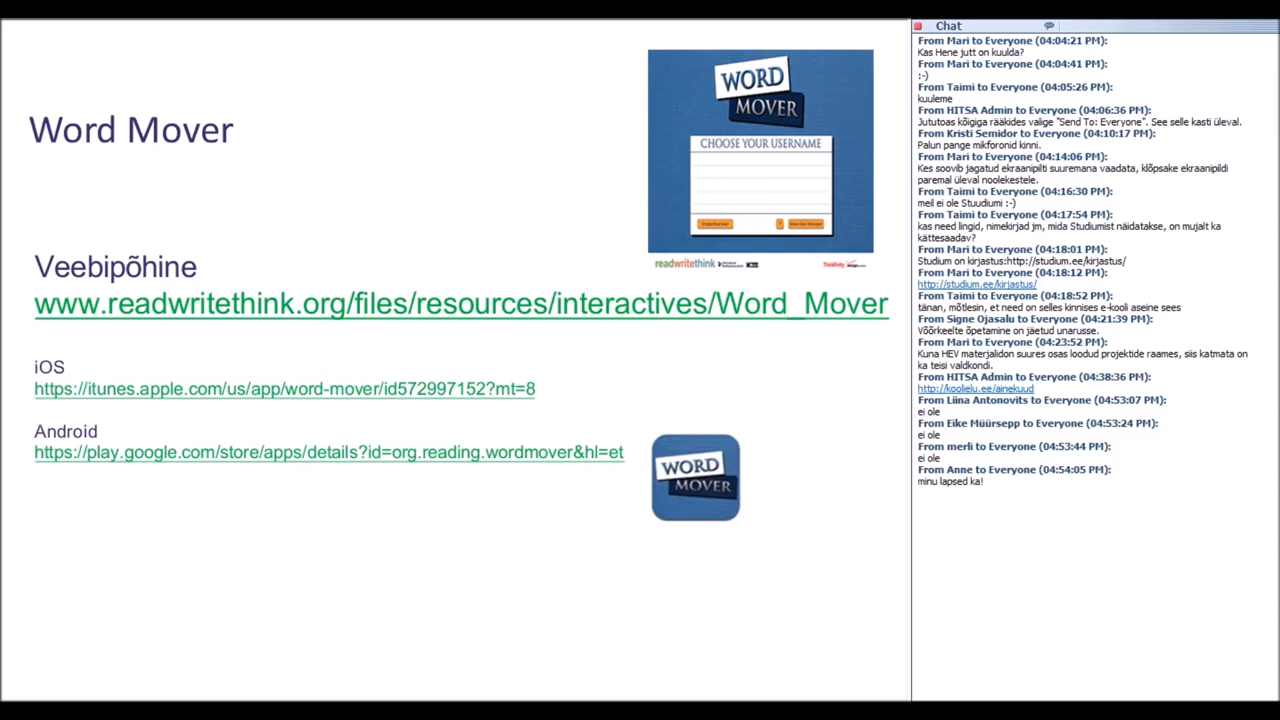 Word Mover
WORD
MOVER
CHOOSE YOUR USERNAME
readwritethink
Veebipõhine
www.readwritethink.org/files/resources/interactives/Word_Mover
iOS
https://itunes.apple.com/us/app/word-mover/id572997152?mt=8
Android
https://play.google.com/store/apps/details?id=org.reading.wordmover&hl=et
WORD
MOVER
Chat
From Mari to Everyone (04:04:21 PM):
Kas Hene jutt on kuulda?
From Mari to Everyone (04:04:41 PM):
:-)
From Taimi to Everyone (04:05:26 PM):
kuuleme
From HITSA Admin to Everyone (04:06:36 PM):
Jututoas kõigiga rääkides valige "Send To: Everyone". See selle kasti üleval.
From Kristi Semidor to Everyone (04:10:17 PM):
Palun pange mikforonid kinni.
From Mari to Everyone (04:14:06 PM):
Kes soovib jagatud ekraanipilti suuremana vaadata, klõpsake ekraanipildi
paremal üleval noolekestele.
From Taimi to Everyone (04:16:30 PM):
meil ei ole Stuudiumi :-)
From Taimi to Everyone (04:17:54 PM):
kas need lingid, nimekirjad jm, mida Studiumist näidatakse, on mujalt ka
kättesaadav?
From Mari to Everyone (04:18:01 PM):
Studium on kirjastus:http://studium.ee/kirjastus/
From Mari to Everyone (04:18:12 PM):
http://studium.ee/kirjastus/
From Taimi to Everyone (04:18:52 PM):
tänan, mõtlesin, et need on selles kinnises e-kooli aseine sees
From Signe Ojasalu to Everyone (04:21:39 PM):
Võõrkeelte õpetamine on jäetud unarusse.
From Mari to Everyone (04:23:52 PM):
Kuna HEV materjalidon suures osas loodud projektide raames, siis katmata on
ka teisi valdkondi.
From HITSA Admin to Everyone (04:38:36 PM):
http://koolielu.ee/ainekuud
From Liina Antonovits to Everyone (04:53:07 PM):
ei ole
From Eike Müürsepp to Everyone (04:53:24 PM):
ei ole
From merli to Everyone (04:53:44 PM):
ei ole
From Anne to Everyone (04:54:05 PM):
minu lapsed ka!